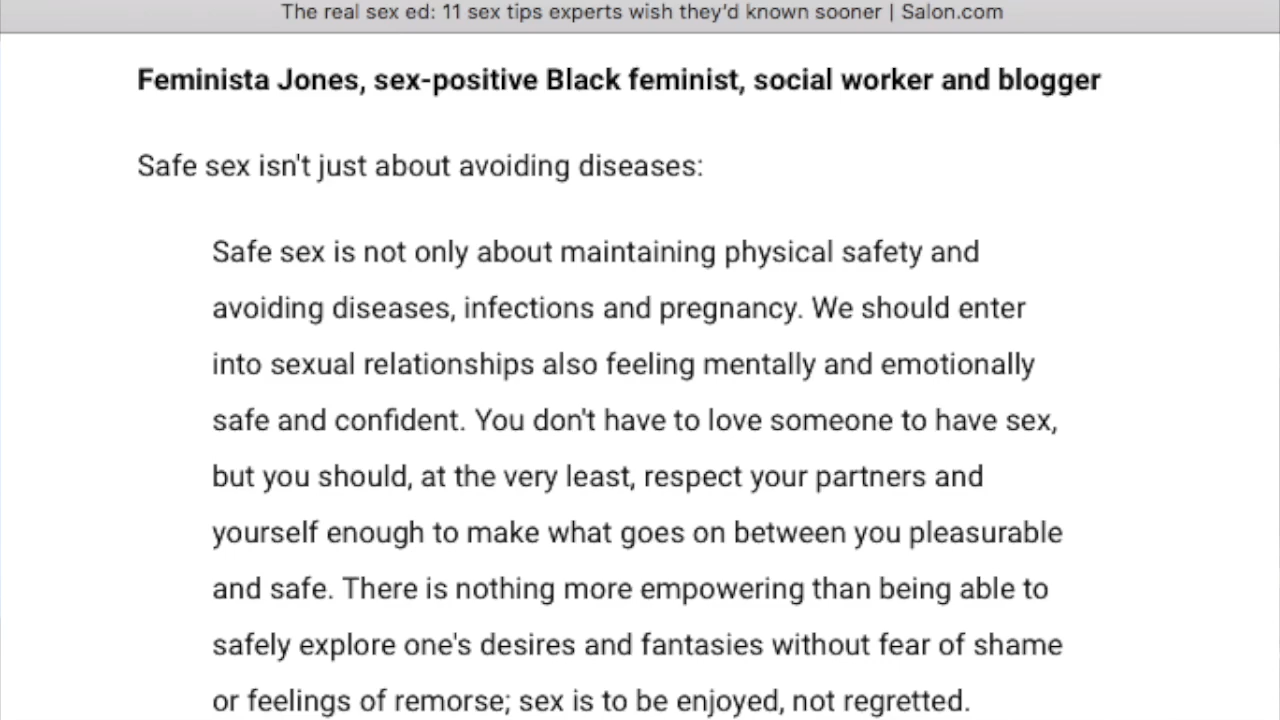 The real sex ed: 11 sex tips experts wish they'd known sooner | Salon.com
Feminista Jones, sex-positive Black feminist, social worker and blogger
Safe sex isn't just about avoiding diseases:
Safe sex is not only about maintaining physical safety and
avoiding diseases, infections and pregnancy. We should enter
into sexual relationships also feeling mentally and emotionally
safe and confident. You don't have to love someone to have sex,
but you should, at the very least, respect your partners and
yourself enough to make what goes on between you pleasurable
and safe. There is nothing more empowering than being able to
safely explore one's desires and fantasies without fear of shame
or feelings of remorse; sex is to be enjoyed, not regretted.